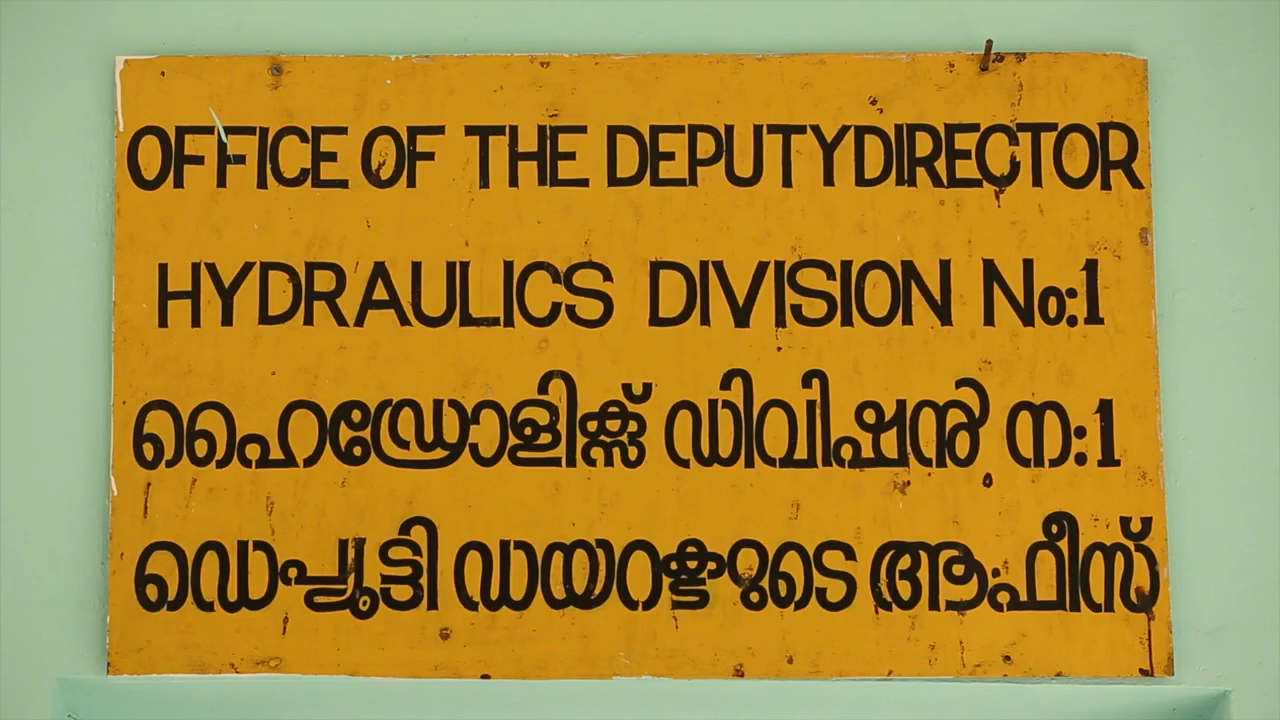 OFFICE OF THE DEPUTYDIRECTOR
HYDRAULICS DIVISION No:1
ഹൈഡ്രോളിക്സ് ഡിവിഷൻ ന:1
ഡെപ്യൂട്ടി ഡയറക്ടറുടെ ആഫീസ്